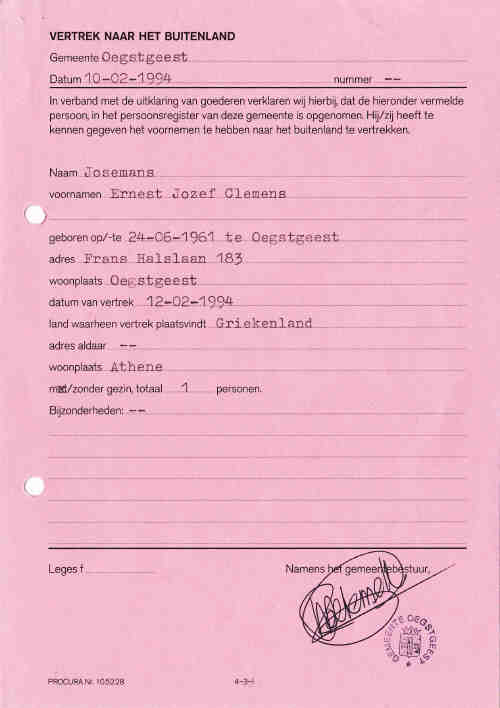 VERTREK NAAR HET BUITENLAND
Gemeente Oegstgeest
Datum 10-02-1994 nummer --
In verband met de uitklaring van goederen verklaren wij hierbij, dat de hieronder vermelde
persoon, in het persoonsregister van deze gemeente is opgenomen. Hij/zij heeft te
kennen gegeven het voornemen te hebben naar het buitenland te vertrekken.
Naam Josemans
voornamen Ernest Jozef Clemens
geboren op/-te 24-06-1961 te Oegstgeest
adres Frans Halslaan 183
woonplaats Oegstgeest
datum van vertrek 12-02-1994
land waarheen vertrek plaatsvindt Griekenland
adres aldaar --
woonplaats Athene
met/zonder gezin, totaal 1 personen.
Bijzonderheden: --
Leges f
Namens het gemeentebestuur,
GEMEENTE OEGSTGEEST
PROCURA Nr. 10.52.28 4-3-1